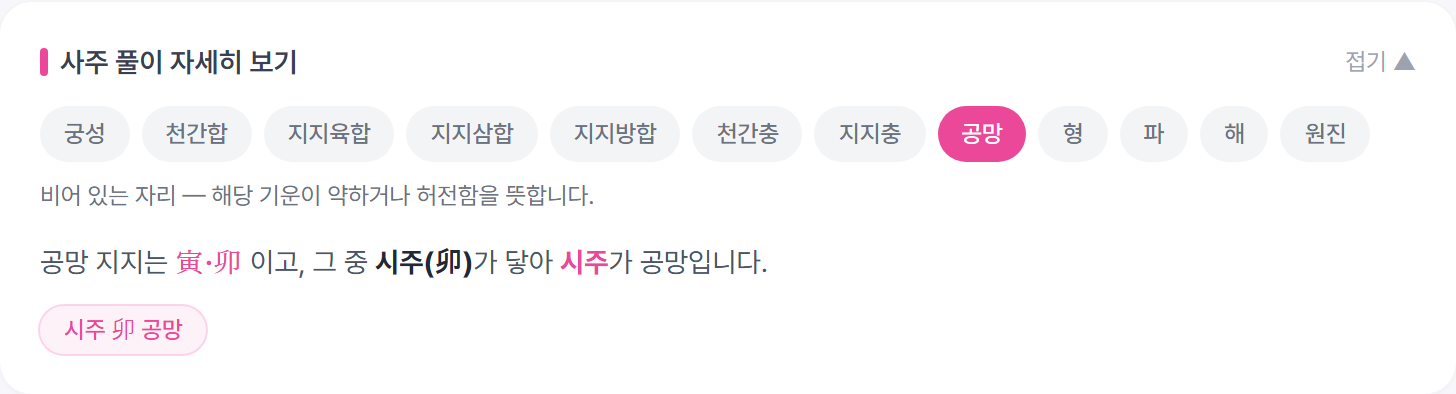 사주 풀이 자세히 보기 접기 ▲
궁성 천간합 지지육합 지지삼합 지지방합 천간충 지지충 공망 형 파 해 원진
비어 있는 자리 — 해당 기운이 약하거나 허전함을 뜻합니다.
공망 지지는 寅·卯 이고, 그 중 시주(卯)가 닿아 시주가 공망입니다.
시주 卯 공망